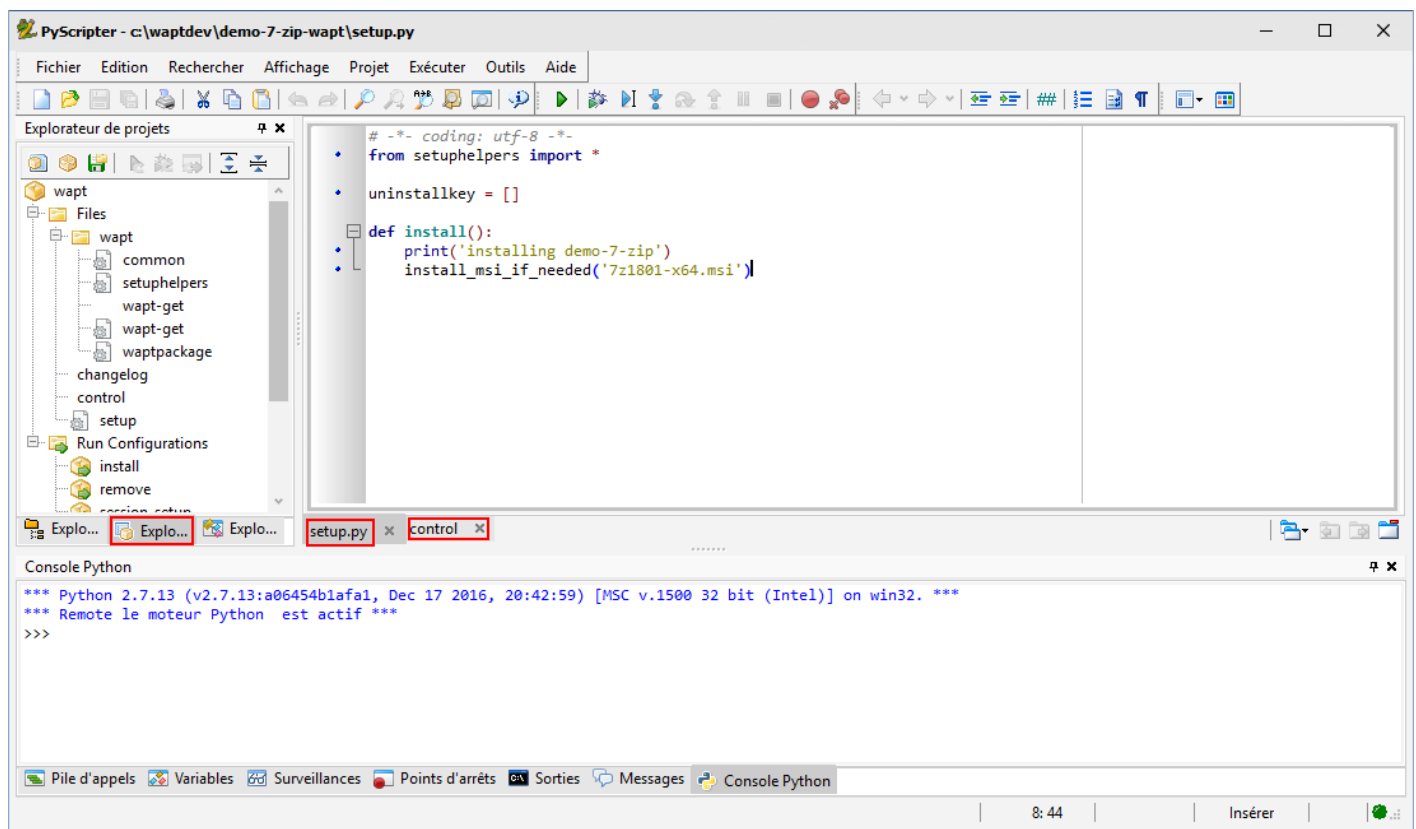 PyScripter - c:\waptdev\demo-7-zip-wapt\setup.py
Fichier Edition Rechercher Affichage Projet Exécuter Outils Aide
Explorateur de projets
wapt
Files
wapt
common
setuphelpers
wapt-get
wapt-get
waptpackage
changelog
control
setup
Run Configurations
install
remove
session-setup
Explo... Explo... Explo...
# -*- coding: utf-8 -*-
from setuphelpers import *
uninstallkey = []
def install():
print('installing demo-7-zip')
install_msi_if_needed('7z1801-x64.msi')
setup.py control
Console Python
*** Python 2.7.13 (v2.7.13:a06454b1afa1, Dec 17 2016, 20:42:59) [MSC v.1500 32 bit (Intel)] on win32. ***
*** Remote le moteur Python est actif ***
>>>
Pile d'appels Variables Surveillances Points d'arrêts Sorties Messages Console Python
8: 44 Insérer